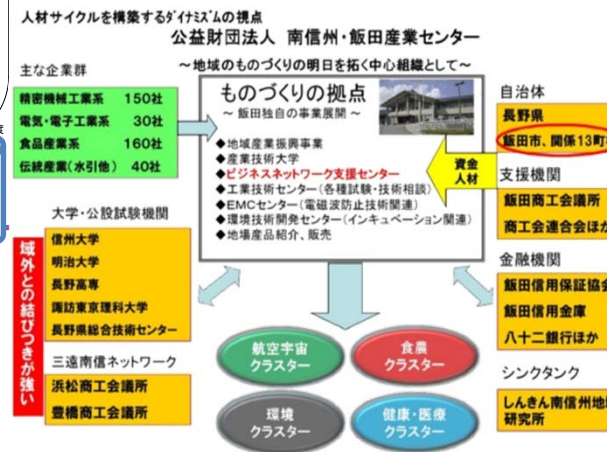 人材サイクルを構築するダイナミズムの視点
公益財団法人 南信州・飯田産業センター
～地域のものづくりの明日を拓く中心組織として～
主な企業群
精密機械工業系 150社
電気・電子工業系 30社
食品産業系 160社
伝統産業(水引他) 40社
ものづくりの拠点
～ 飯田独自の事業展開 ～
◆地域産業振興事業
◆産業技術大学
◆ビジネスネットワーク支援センター
◆工業技術センター(各種試験・技術相談)
◆EMCセンター(電磁波防止技術関連)
◆環境技術開発センター(インキュベーション関連)
◆地場産品紹介、販売
資金
人材
自治体
長野県
飯田市、関係13町
支援機関
飯田商工会議所
商工会連合会ほか
金融機関
飯田信用保証協会
飯田信用金庫
八十二銀行ほか
シンクタンク
しんきん南信州地域
研究所
大学・公設試験機関
信州大学
明治大学
長野高専
諏訪東京理科大学
長野県総合技術センター
域外との結びつきが強い
三遠南信ネットワーク
浜松商工会議所
豊橋商工会議所
航空宇宙
クラスター
食農
クラスター
環境
クラスター
健康・医療
クラスター